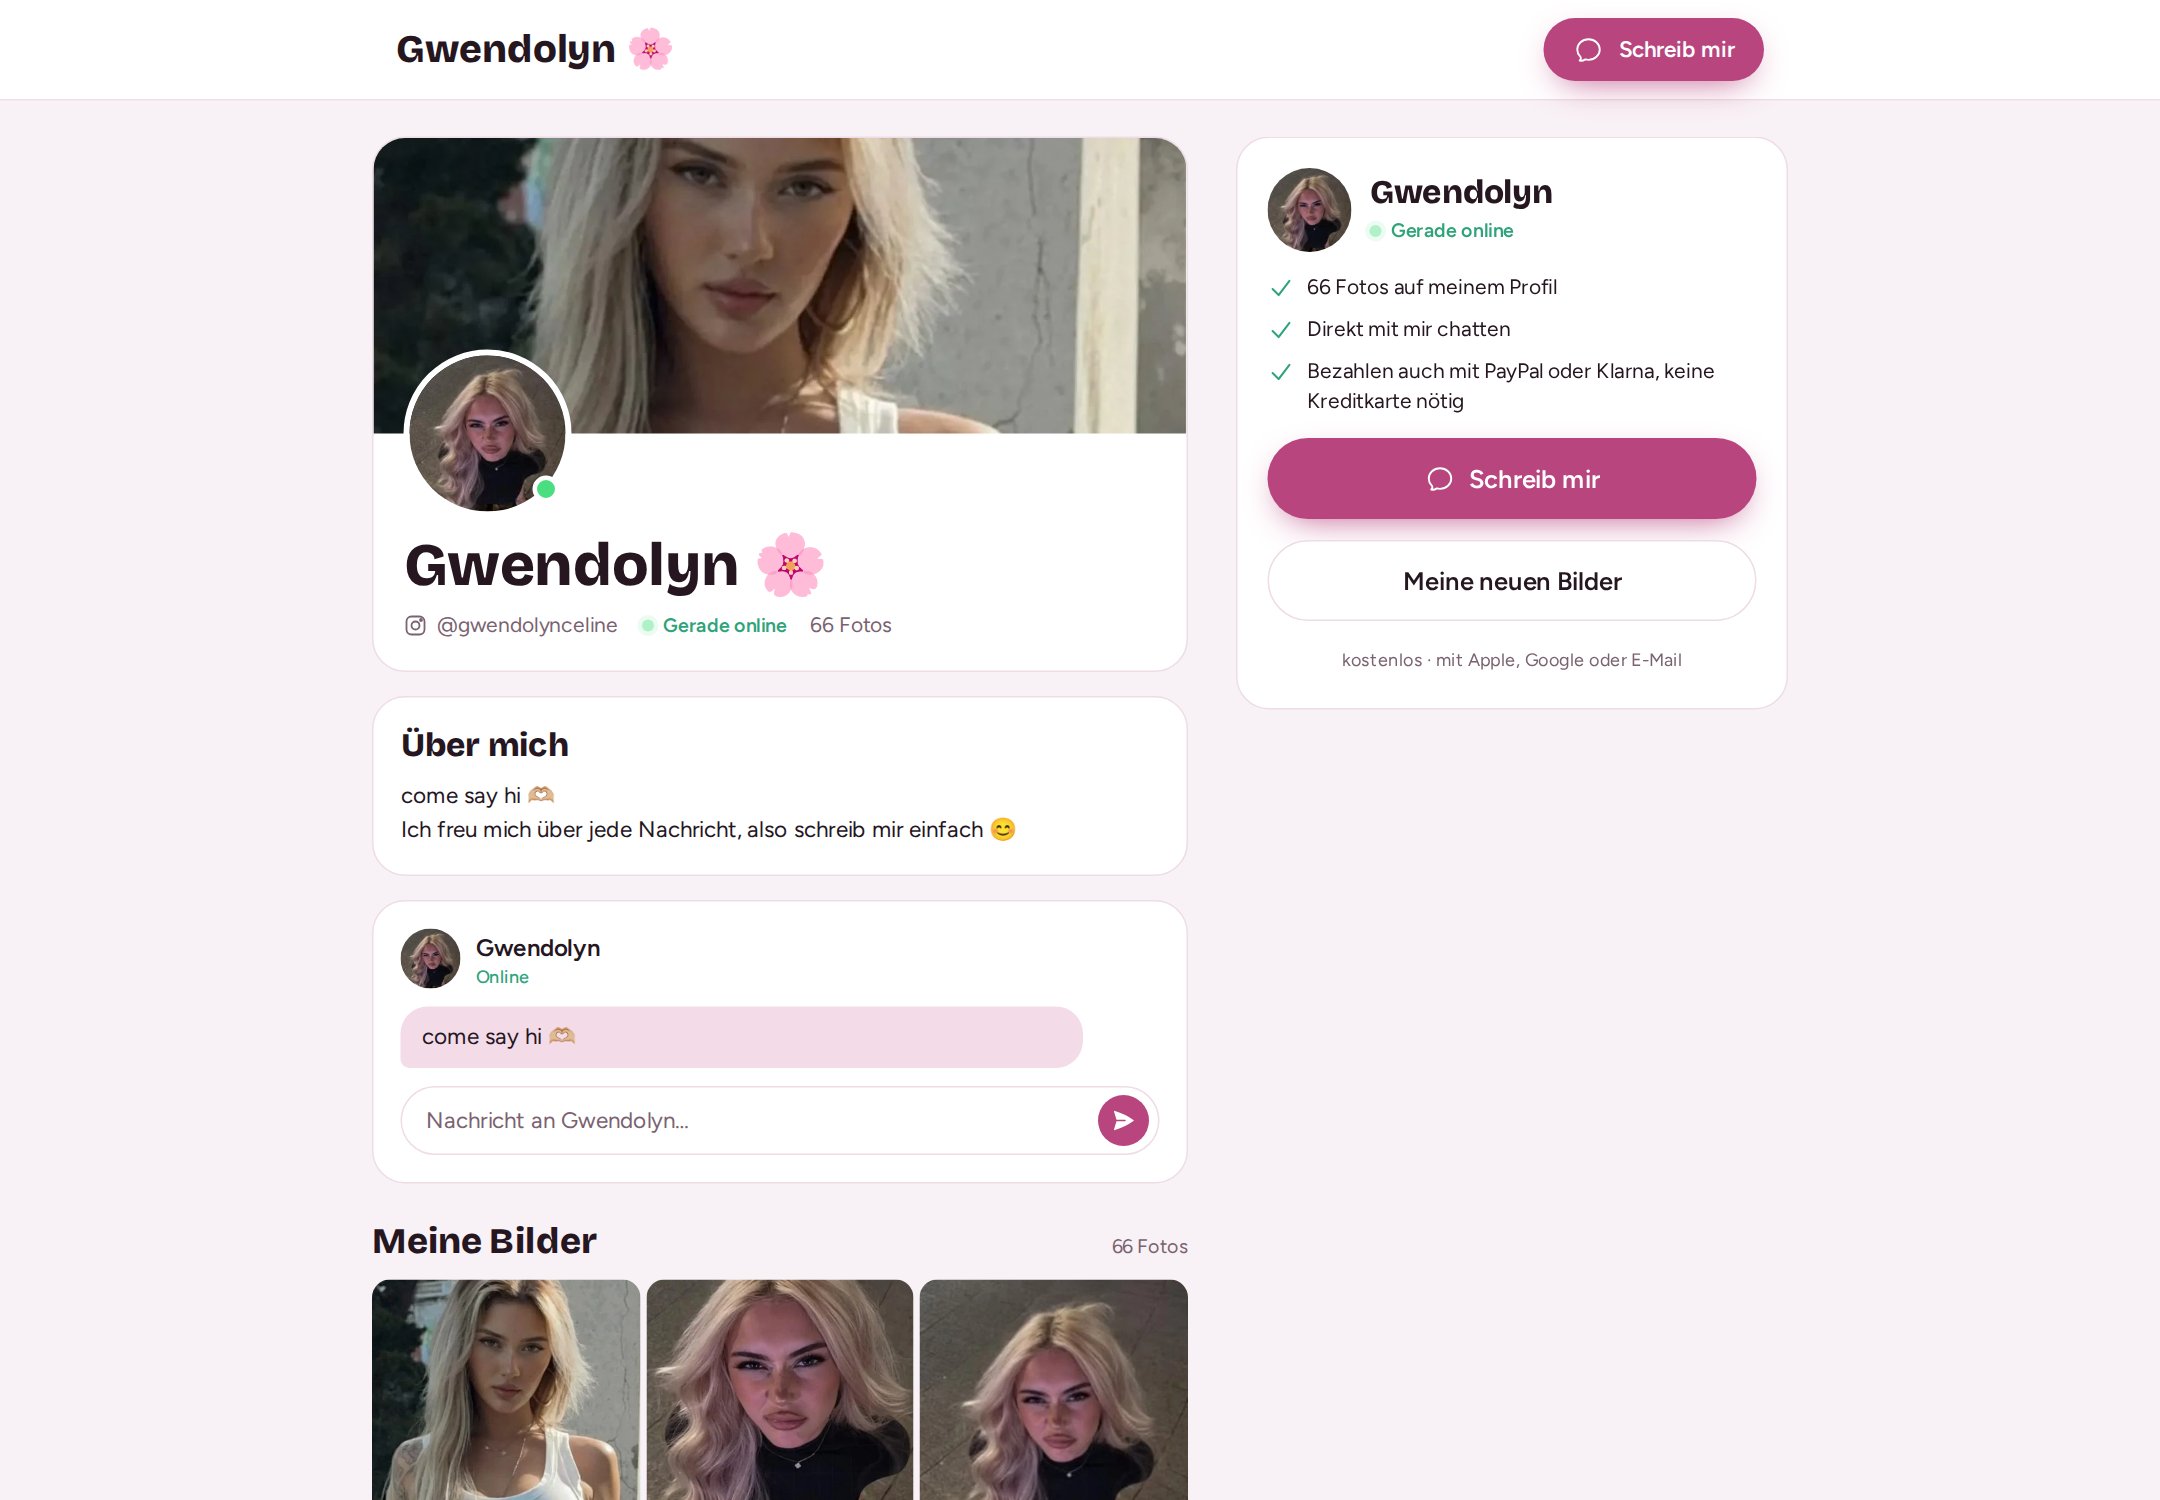 Gwendolyn 🌸
Schreib mir
Gwendolyn 🌸
@gwendolynceline
Gerade online
66 Fotos
Über mich
come say hi 🫶🏼
Ich freu mich über jede Nachricht, also schreib mir einfach 😊
Gwendolyn
Online
come say hi 🫶🏼
Nachricht an Gwendolyn...
Meine Bilder
66 Fotos
Gwendolyn
Gerade online
66 Fotos auf meinem Profil
Direkt mit mir chatten
Bezahlen auch mit PayPal oder Klarna, keine
Kreditkarte nötig
Schreib mir
Meine neuen Bilder
kostenlos · mit Apple, Google oder E-Mail